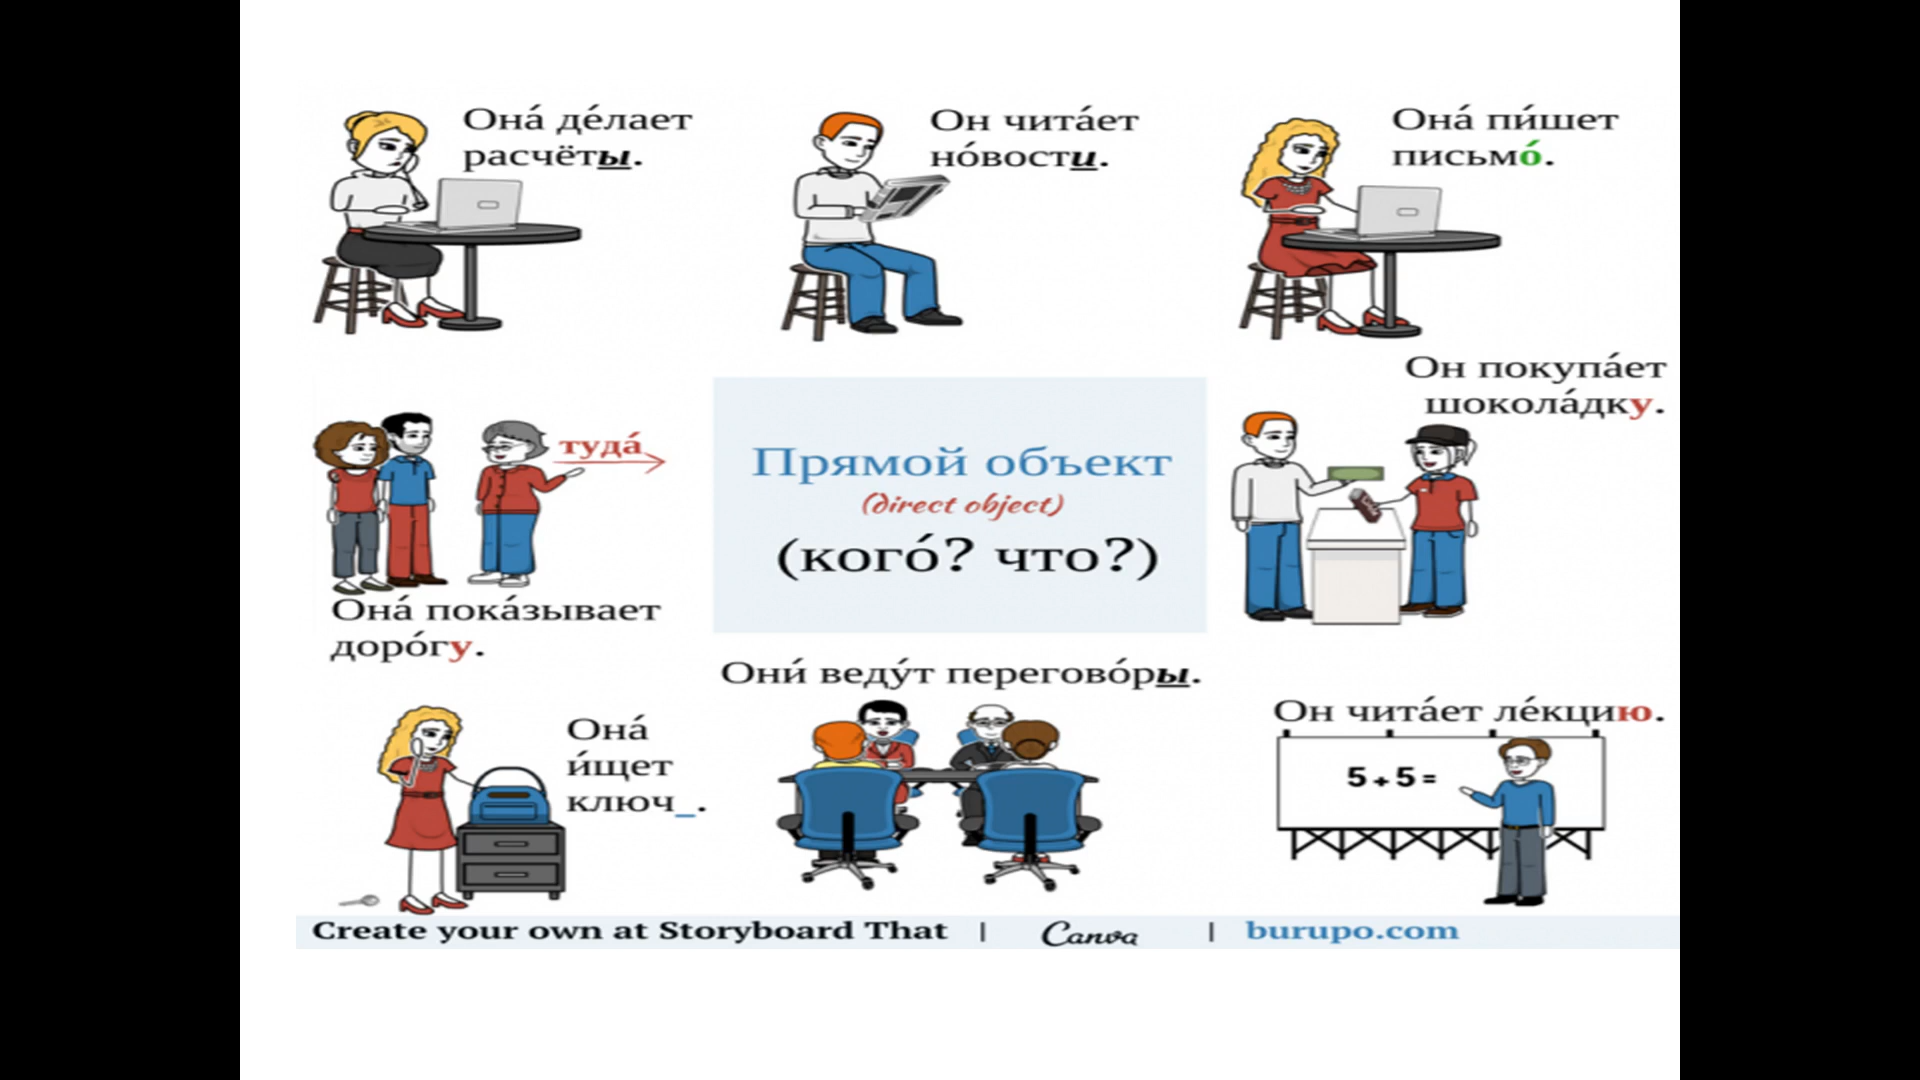 Она́ де́лает
расчёты.
Он чита́ет
но́вости.
Она́ пи́шет
письмо́.
туда́
Она́ пока́зывает
доро́гу.
Прямой объект
(direct object)
(кого́? что?)
Он покупа́ет
шокола́дку.
Она́
и́щет
ключ_.
Они́ веду́т перегово́ры.
Он чита́ет ле́кцию.
5+5=
Create your own at Storyboard That | Canva | burupo.com